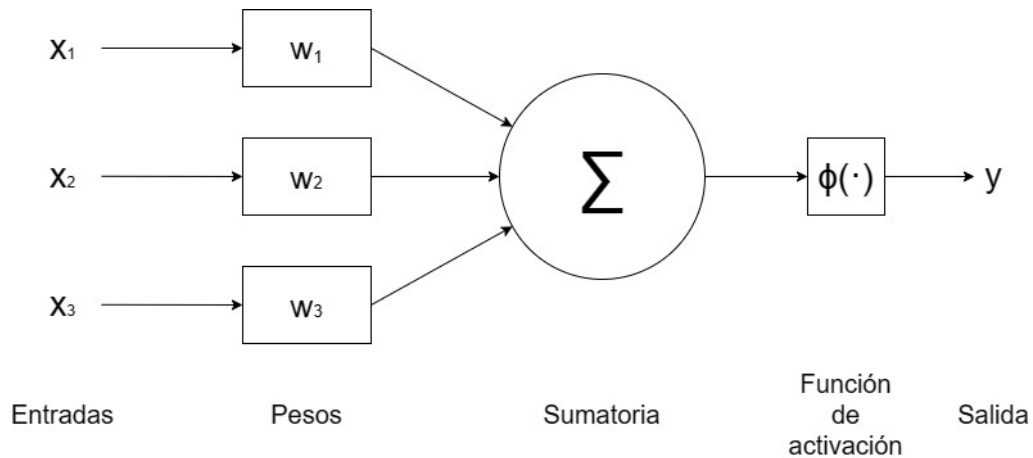 x₁
w₁
x₂
w₂
∑
ϕ(·)
y
x₃
w₃
Entradas
Pesos
Sumatoria
Función
de
activación
Salida